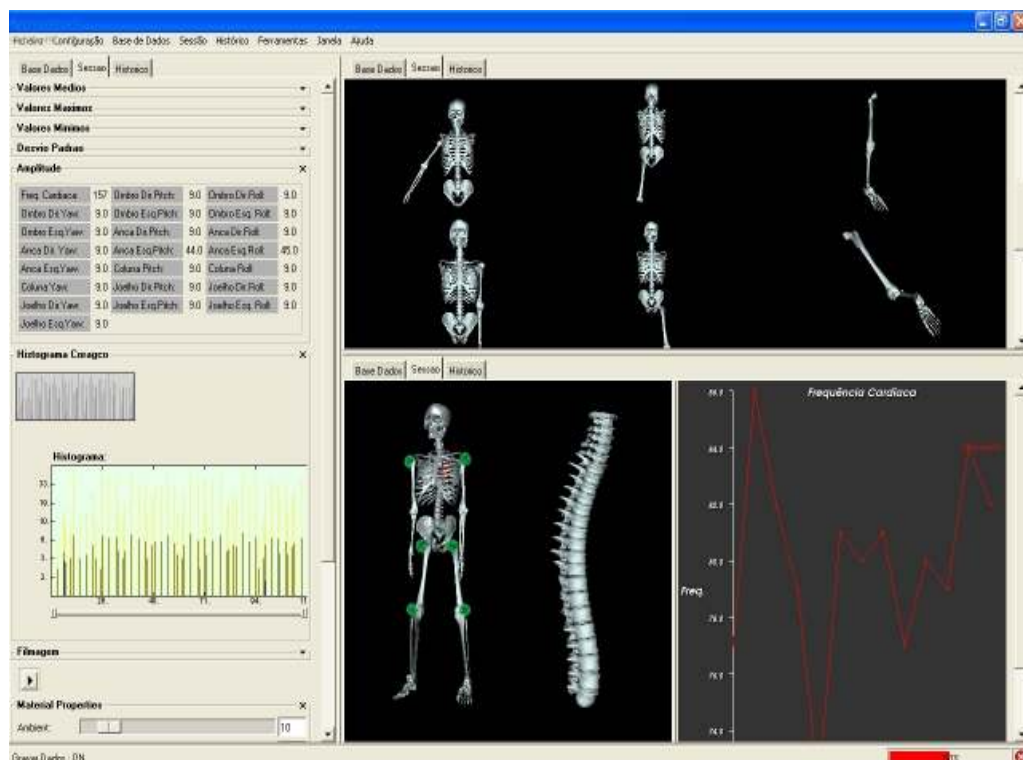 Configuração Base de Dados Sessão Histórico Ferramentas Janela Ajuda
Base Dados Sessao Historico
Valores Medios
Valores Maximos
Valores Minimos
Desvio Padrao
Amplitude
Freq. Cardiaca: 157 Ombro Dir.Pitch: 9.0 Ombro Dir.Roll: 9.0
Ombro Dir.Yaw: 9.0 Ombro Esq.Pitch: 9.0 Ombro Esq. Roll: 9.0
Ombro Esq.Yaw: 9.0 Anca Dir.Pitch: 9.0 Anca Dir.Roll: 9.0
Anca Dir. Yaw: 9.0 Anca Esq.Pitch: 44.0 Anca Esq.Roll: 45.0
Anca Esq.Yaw: 9.0 Coluna Pitch: 9.0 Coluna Roll: 9.0
Coluna Yaw: 9.0 Joelho Dir.Pitch: 9.0 Joelho Dir.Roll: 9.0
Joelho Dir.Yaw: 9.0 Joelho Esq.Pitch: 9.0 Joelho Esq. Roll: 9.0
Joelho Esq.Yaw: 9.0
Histograma
Histograma:
Filmagem
Material Properties
Ambient: 10
Base Dados Sessao Historico
Base Dados Sessao Historico
Frequência Cardíaca
Freq.
Gravar Dados : ON